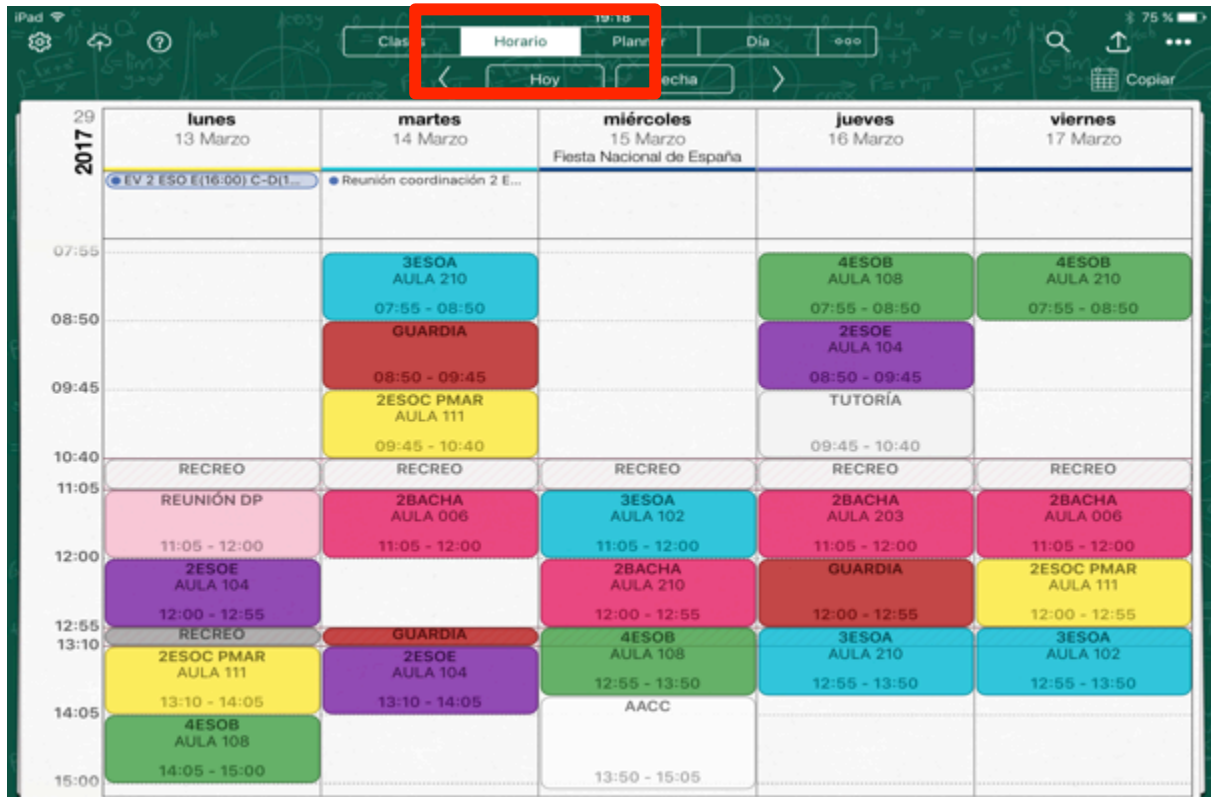 iPad 19:18 75 %
Clases Horario Planner Día
Hoy Fecha Copiar
29 2017
lunes martes miércoles jueves viernes
13 Marzo 14 Marzo 15 Marzo 16 Marzo 17 Marzo
Fiesta Nacional de España
EV 2 ESO E(16:00) C-D(1... Reunión coordinación 2 E...
07:55
3ESOA 4ESOB 4ESOB
AULA 210 AULA 108 AULA 210
07:55 - 08:50 07:55 - 08:50 07:55 - 08:50
08:50
GUARDIA 2ESOE
AULA 104
08:50 - 09:45 08:50 - 09:45
09:45
2ESOC PMAR TUTORÍA
AULA 111
09:45 - 10:40 09:45 - 10:40
10:40
RECREO RECREO RECREO RECREO RECREO
11:05
REUNIÓN DP 2BACHA 3ESOA 2BACHA 2BACHA
AULA 006 AULA 102 AULA 203 AULA 006
11:05 - 12:00 11:05 - 12:00 11:05 - 12:00 11:05 - 12:00 11:05 - 12:00
12:00
2ESOE 2BACHA GUARDIA 2ESOC PMAR
AULA 104 AULA 210 AULA 111
12:00 - 12:55 12:00 - 12:55 12:00 - 12:55 12:00 - 12:55
12:55
RECREO GUARDIA 4ESOB 3ESOA 3ESOA
13:10
2ESOC PMAR 2ESOE AULA 108 AULA 210 AULA 102
AULA 111 AULA 104
12:55 - 13:50 12:55 - 13:50 12:55 - 13:50
13:10 - 14:05 13:10 - 14:05
AACC
14:05
4ESOB
AULA 108
14:05 - 15:00 13:50 - 15:05
15:00